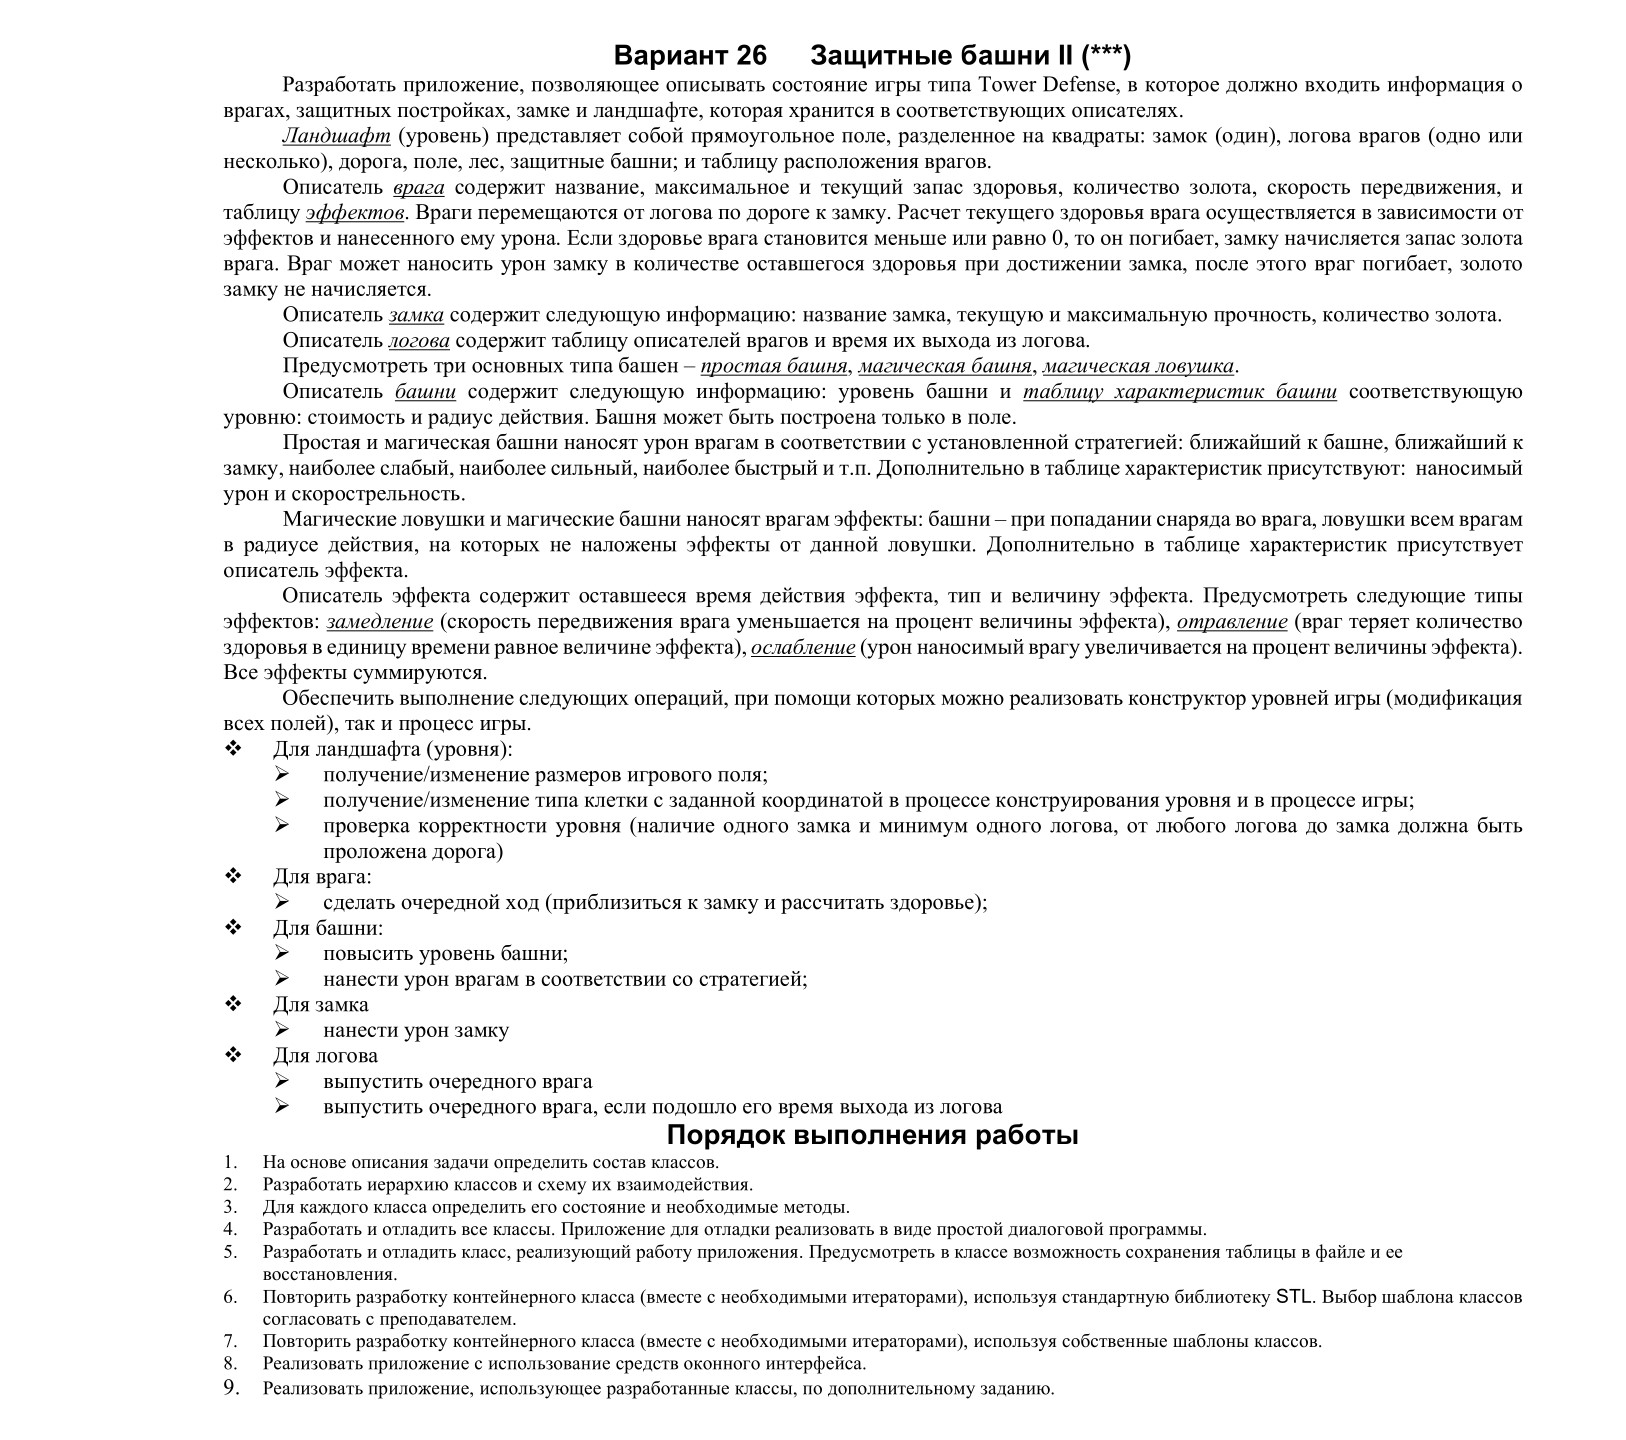 Вариант 26 Защитные башни II (***)
Разработать приложение, позволяющее описывать состояние игры типа Tower Defense, в которое должно входить информация о
врагах, защитных постройках, замке и ландшафте, которая хранится в соответствующих описателях.
Ландшафт (уровень) представляет собой прямоугольное поле, разделенное на квадраты: замок (один), логова врагов (одно или
несколько), дорога, поле, лес, защитные башни; и таблицу расположения врагов.
Описатель врага содержит название, максимальное и текущий запас здоровья, количество золота, скорость передвижения, и
таблицу эффектов. Враги перемещаются от логова по дороге к замку. Расчет текущего здоровья врага осуществляется в зависимости от
эффектов и нанесенного ему урона. Если здоровье врага становится меньше или равно 0, то он погибает, замку начисляется запас золота
врага. Враг может наносить урон замку в количестве оставшегося здоровья при достижении замка, после этого враг погибает, золото
замку не начисляется.
Описатель замка содержит следующую информацию: название замка, текущую и максимальную прочность, количество золота.
Описатель логова содержит таблицу описателей врагов и время их выхода из логова.
Предусмотреть три основных типа башен – простая башня, магическая башня, магическая ловушка.
Описатель башни содержит следующую информацию: уровень башни и таблицу характеристик башни соответствующую
уровню: стоимость и радиус действия. Башня может быть построена только в поле.
Простая и магическая башни наносят урон врагам в соответствии с установленной стратегией: ближайший к башне, ближайший к
замку, наиболее слабый, наиболее сильный, наиболее быстрый и т.п. Дополнительно в таблице характеристик присутствуют: наносимый
урон и скорострельность.
Магические ловушки и магические башни наносят врагам эффекты: башни – при попадании снаряда во врага, ловушки всем врагам
в радиусе действия, на которых не наложены эффекты от данной ловушки. Дополнительно в таблице характеристик присутствует
описатель эффекта.
Описатель эффекта содержит оставшееся время действия эффекта, тип и величину эффекта. Предусмотреть следующие типы
эффектов: замедление (скорость передвижения врага уменьшается на процент величины эффекта), отравление (враг теряет количество
здоровья в единицу времени равное величине эффекта), ослабление (урон наносимый врагу увеличивается на процент величины эффекта).
Все эффекты суммируются.
Обеспечить выполнение следующих операций, при помощи которых можно реализовать конструктор уровней игры (модификация
всех полей), так и процесс игры.
❖ Для ландшафта (уровня):
➢ получение/изменение размеров игрового поля;
➢ получение/изменение типа клетки с заданной координатой в процессе конструирования уровня и в процессе игры;
➢ проверка корректности уровня (наличие одного замка и минимум одного логова, от любого логова до замка должна быть
проложена дорога)
❖ Для врага:
➢ сделать очередной ход (приблизиться к замку и рассчитать здоровье);
❖ Для башни:
➢ повысить уровень башни;
➢ нанести урон врагам в соответствии со стратегией;
❖ Для замка
➢ нанести урон замку
❖ Для логова
➢ выпустить очередного врага
➢ выпустить очередного врага, если подошло его время выхода из логова
Порядок выполнения работы
1. На основе описания задачи определить состав классов.
2. Разработать иерархию классов и схему их взаимодействия.
3. Для каждого класса определить его состояние и необходимые методы.
4. Разработать и отладить все классы. Приложение для отладки реализовать в виде простой диалоговой программы.
5. Разработать и отладить класс, реализующий работу приложения. Предусмотреть в классе возможность сохранения таблицы в файле и ее
восстановления.
6. Повторить разработку контейнерного класса (вместе с необходимыми итераторами), используя стандартную библиотеку STL. Выбор шаблона классов
согласовать с преподавателем.
7. Повторить разработку контейнерного класса (вместе с необходимыми итераторами), используя собственные шаблоны классов.
8. Реализовать приложение с использование средств оконного интерфейса.
9. Реализовать приложение, использующее разработанные классы, по дополнительному заданию.